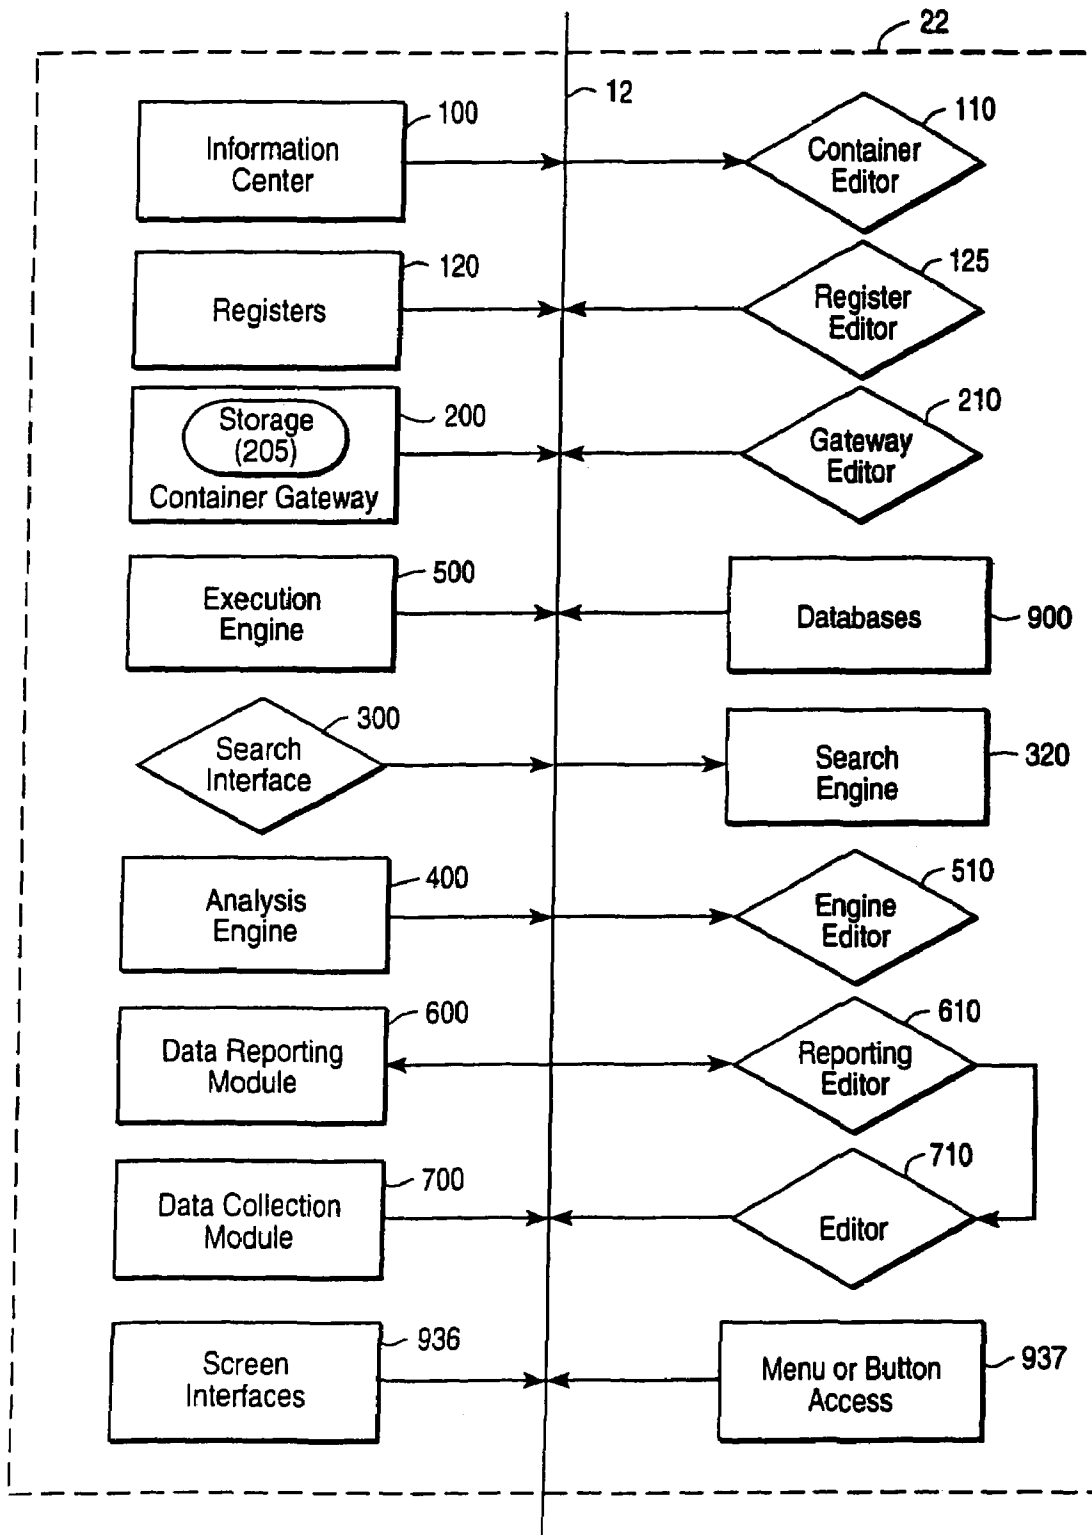 22
12
100
Information
Center
110
Container
Editor
120
Registers
125
Register
Editor
Storage
(205)
200
Container Gateway
210
Gateway
Editor
500
Execution
Engine
Databases
900
300
Search
Interface
Search
Engine
320
400
Analysis
Engine
510
Engine
Editor
600
Data Reporting
Module
610
Reporting
Editor
700
Data Collection
Module
710
Editor
936
Screen
Interfaces
Menu or Button
Access
937